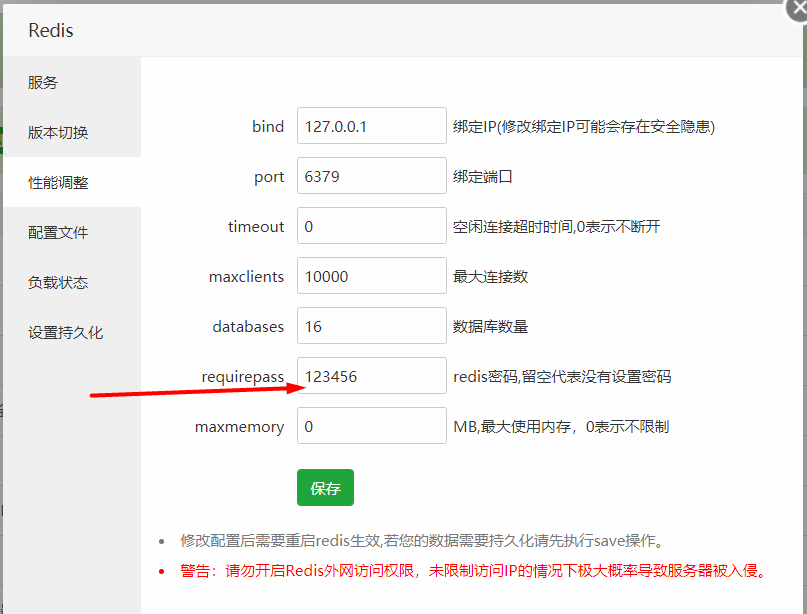 Redis
服务
版本切换
性能调整
配置文件
负载状态
设置持久化
bind 127.0.0.1 绑定IP(修改绑定IP可能会存在安全隐患)
port 6379 绑定端口
timeout 0 空闲连接超时时间,0表示不断开
maxclients 10000 最大连接数
databases 16 数据库数量
requirepass 123456 redis密码,留空代表没有设置密码
maxmemory 0 MB,最大使用内存，0表示不限制
保存
修改配置后需要重启redis生效,若您的数据需要持久化请先执行save操作。
警告：请勿开启Redis外网访问权限，未限制访问IP的情况下极大概率导致服务器被入侵。